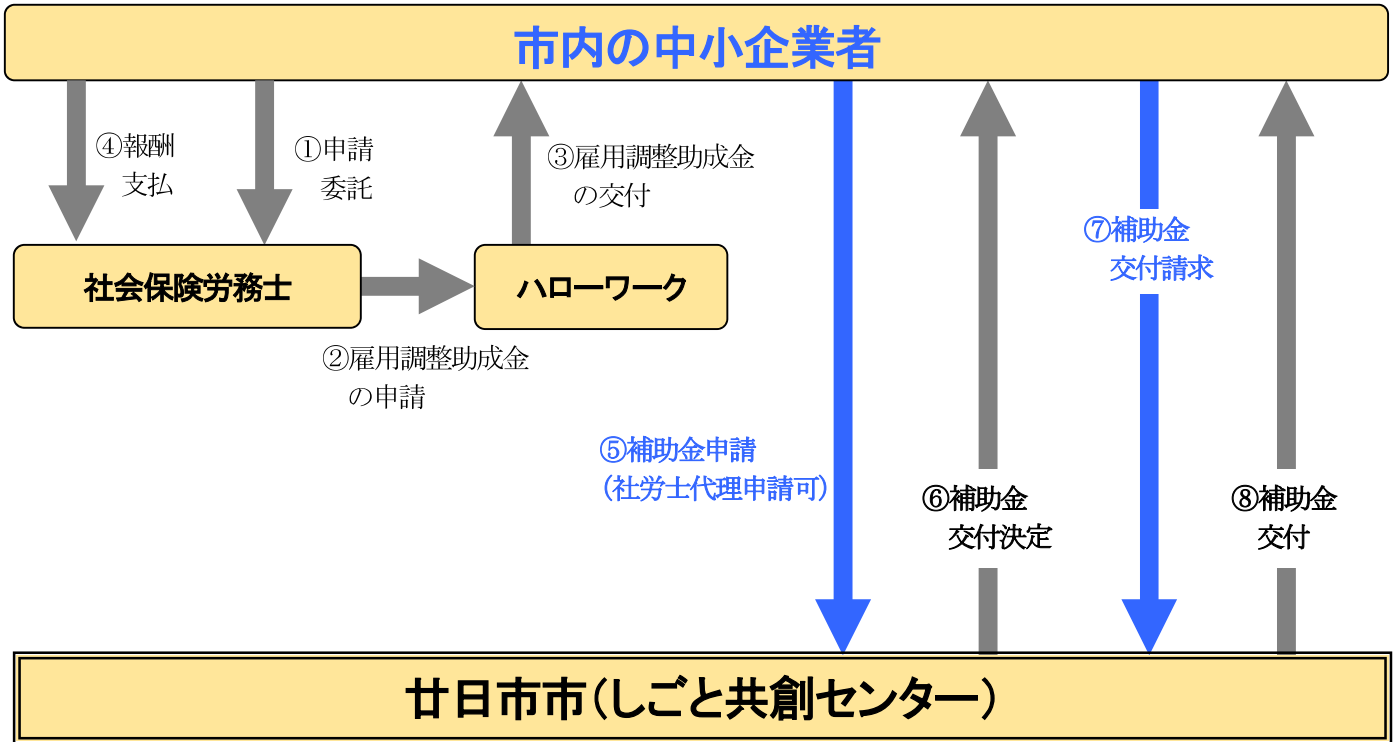 市内の中小企業者
④報酬
支払
①申請
委託
③雇用調整助成金
の交付
社会保険労務士
ハローワーク
②雇用調整助成金
の申請
⑤補助金申請
（社労士代理申請可）
⑥補助金
交付決定
⑦補助金
交付請求
⑧補助金
交付
廿日市市（しごと共創センター）